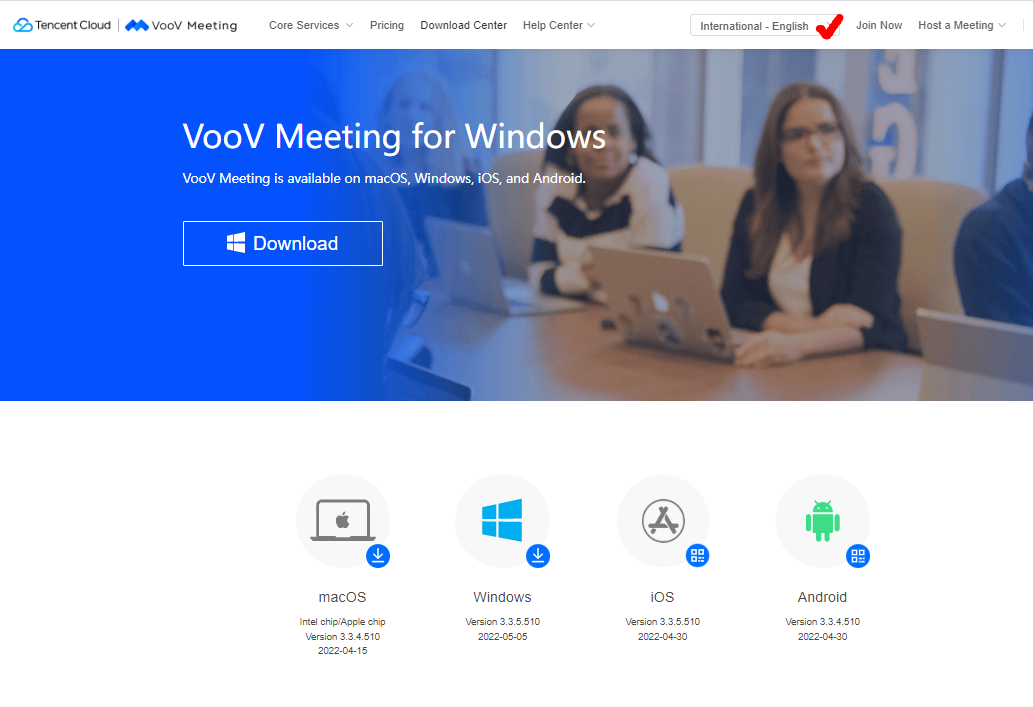 Tencent Cloud | VooV Meeting Core Services Pricing Download Center Help Center International - English Join Now Host a Meeting
VooV Meeting for Windows
VooV Meeting is available on macOS, Windows, iOS, and Android.
Download
macOS
Intel chip/Apple chip
Version 3.3.4.510
2022-04-15
Windows
Version 3.3.5.510
2022-05-05
iOS
Version 3.3.5.510
2022-04-30
Android
Version 3.3.4.510
2022-04-30